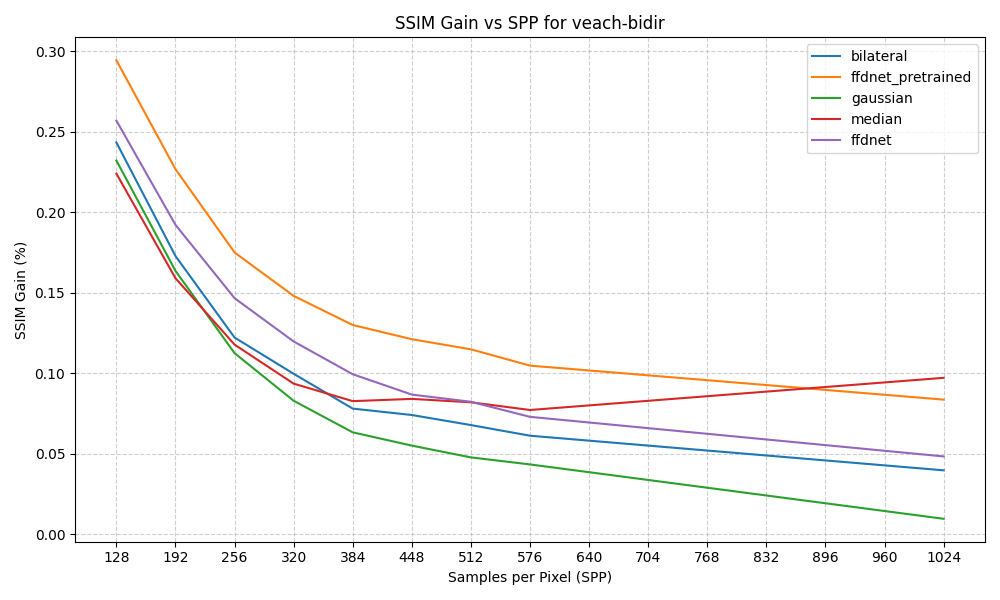 SSIM Gain vs SPP for veach-bidir
bilateral
ffdnet_pretrained
gaussian
median
ffdnet
SSIM Gain (%)
0.30
0.25
0.20
0.15
0.10
0.05
0.00
128 192 256 320 384 448 512 576 640 704 768 832 896 960 1024
Samples per Pixel (SPP)